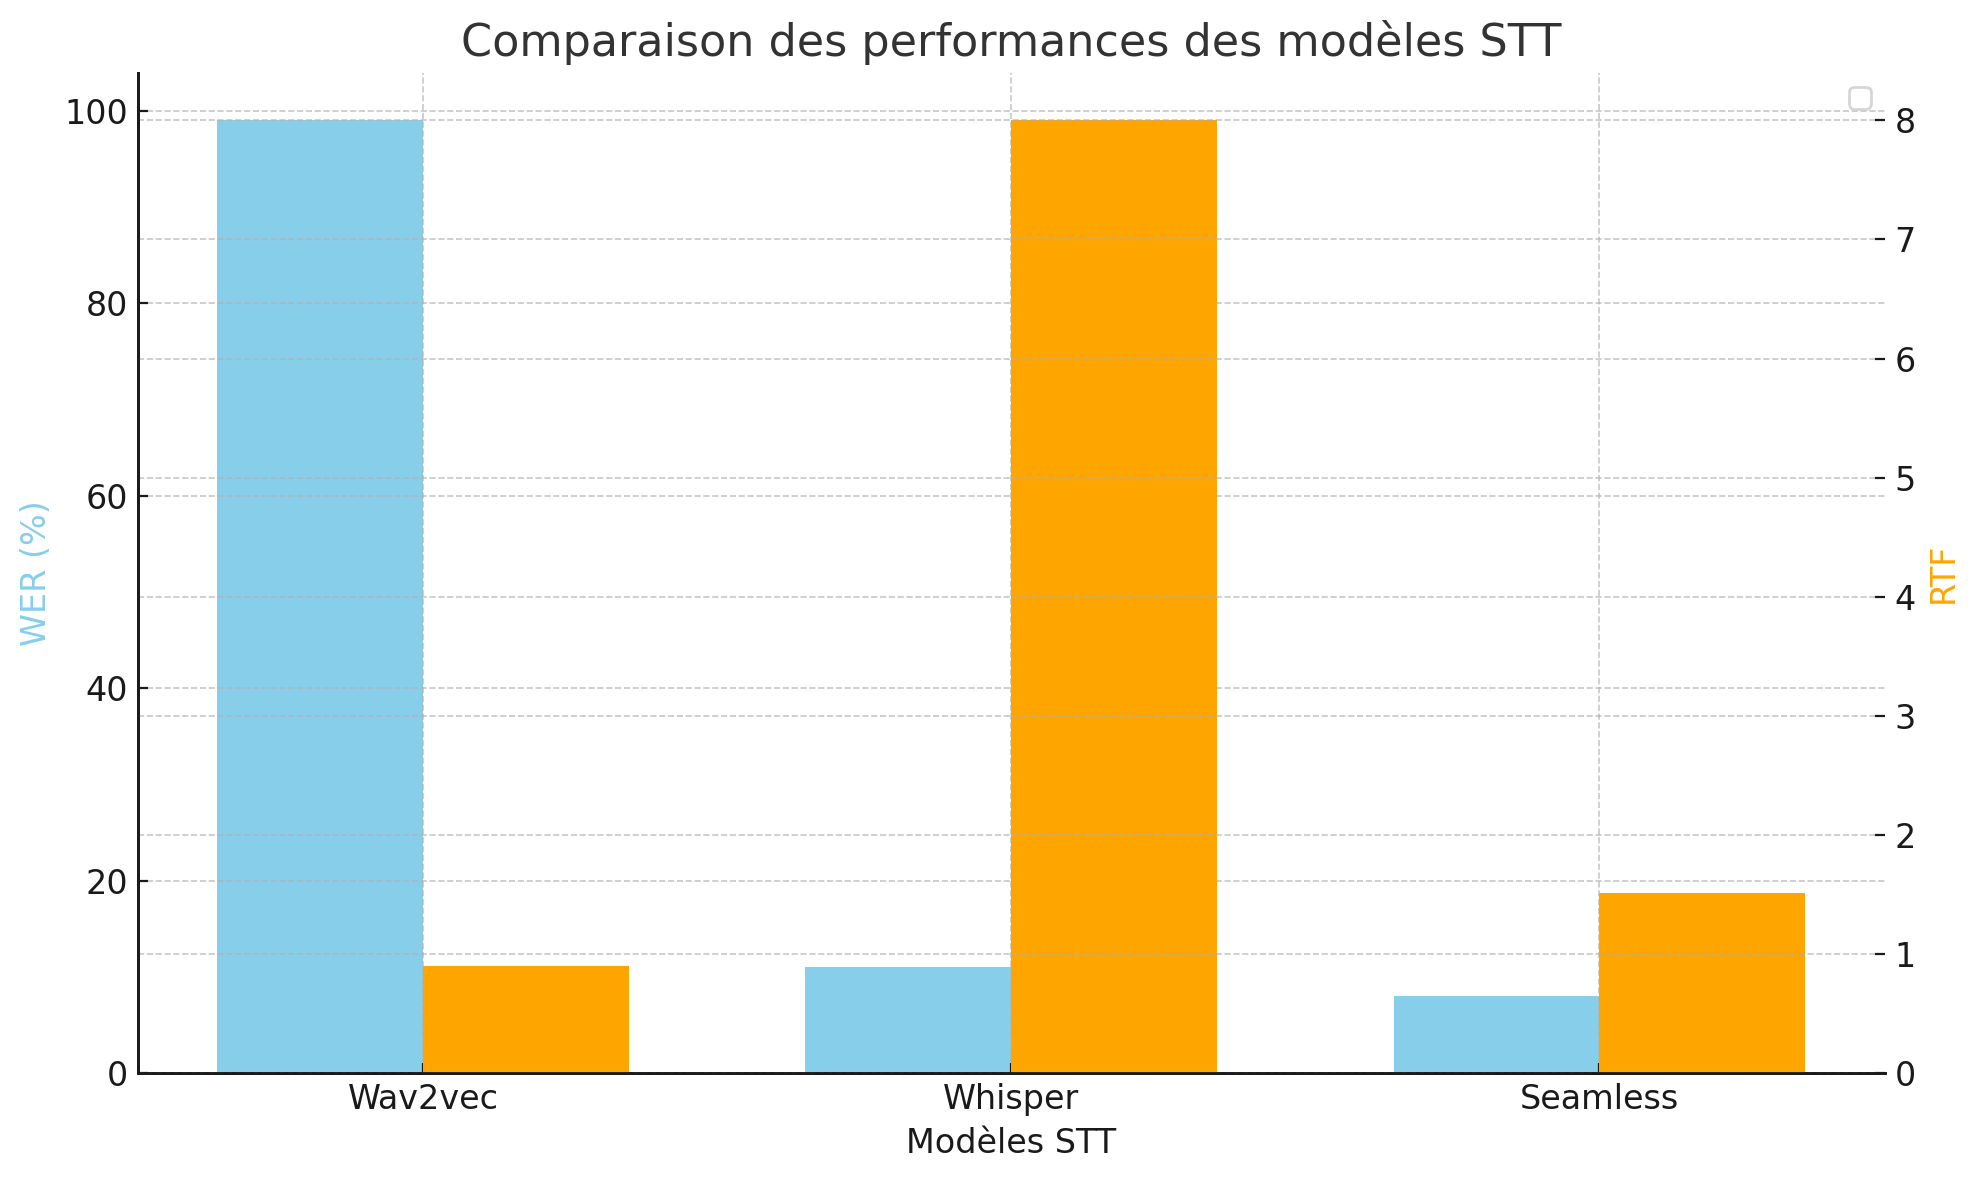 Comparaison des performances des modèles STT
100
80
60
40
20
0
WER (%)
8
7
6
5
4
3
2
1
0
RTF
Wav2vec
Whisper
Seamless
Modèles STT